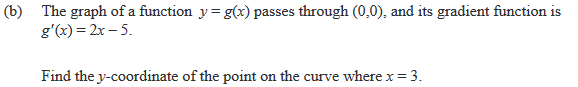 (b) The graph of a function y = g(x) passes through (0,0), and its gradient function is
g'(x) = 2x – 5.
Find the y-coordinate of the point on the curve where x = 3.